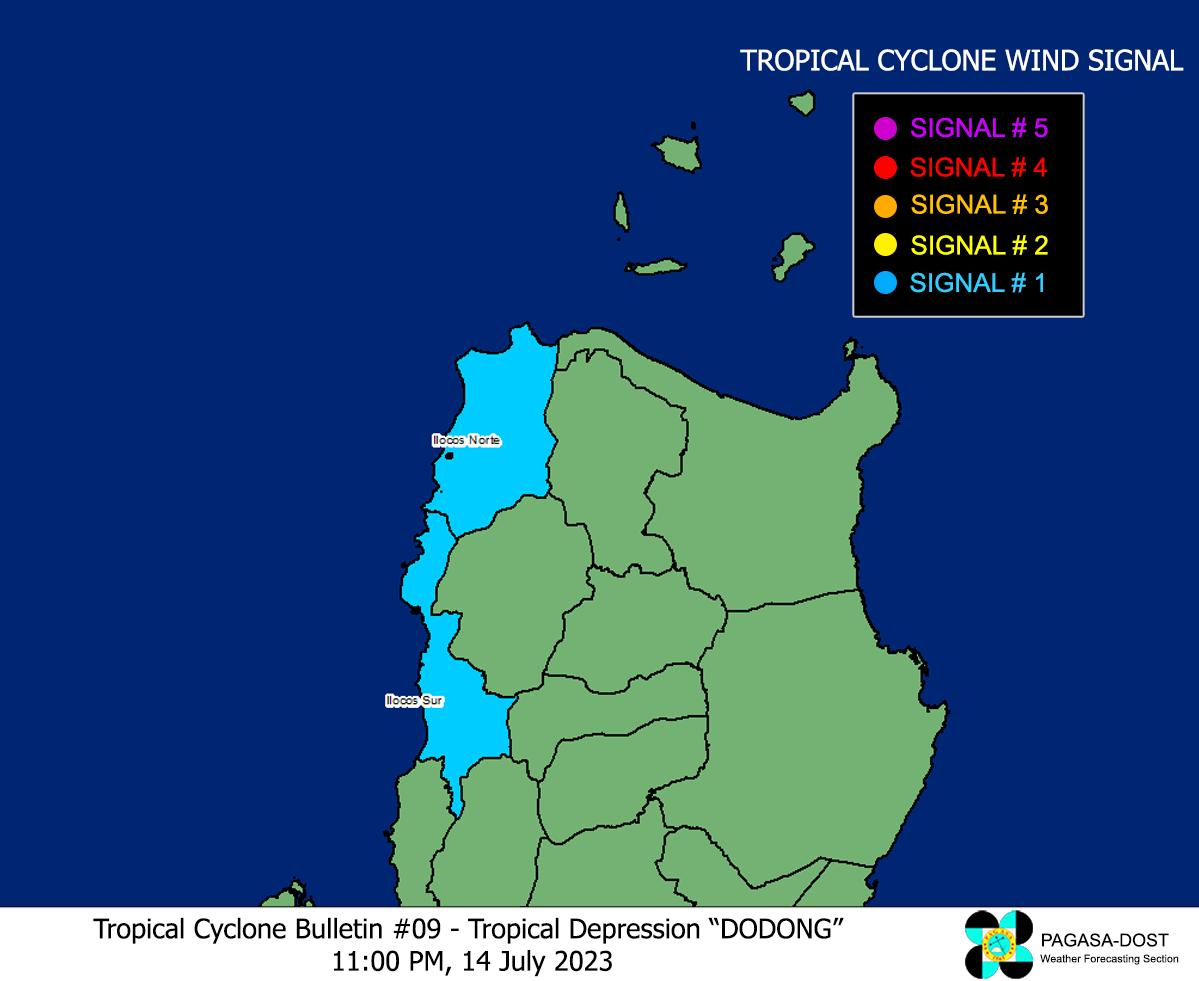 TROPICAL CYCLONE WIND SIGNAL
SIGNAL # 5
SIGNAL # 4
SIGNAL # 3
SIGNAL # 2
SIGNAL # 1
Ilocos Norte
Ilocos Sur
Tropical Cyclone Bulletin #09 - Tropical Depression “DODONG”
11:00 PM, 14 July 2023
PAGASA-DOST
Weather Forecasting Section